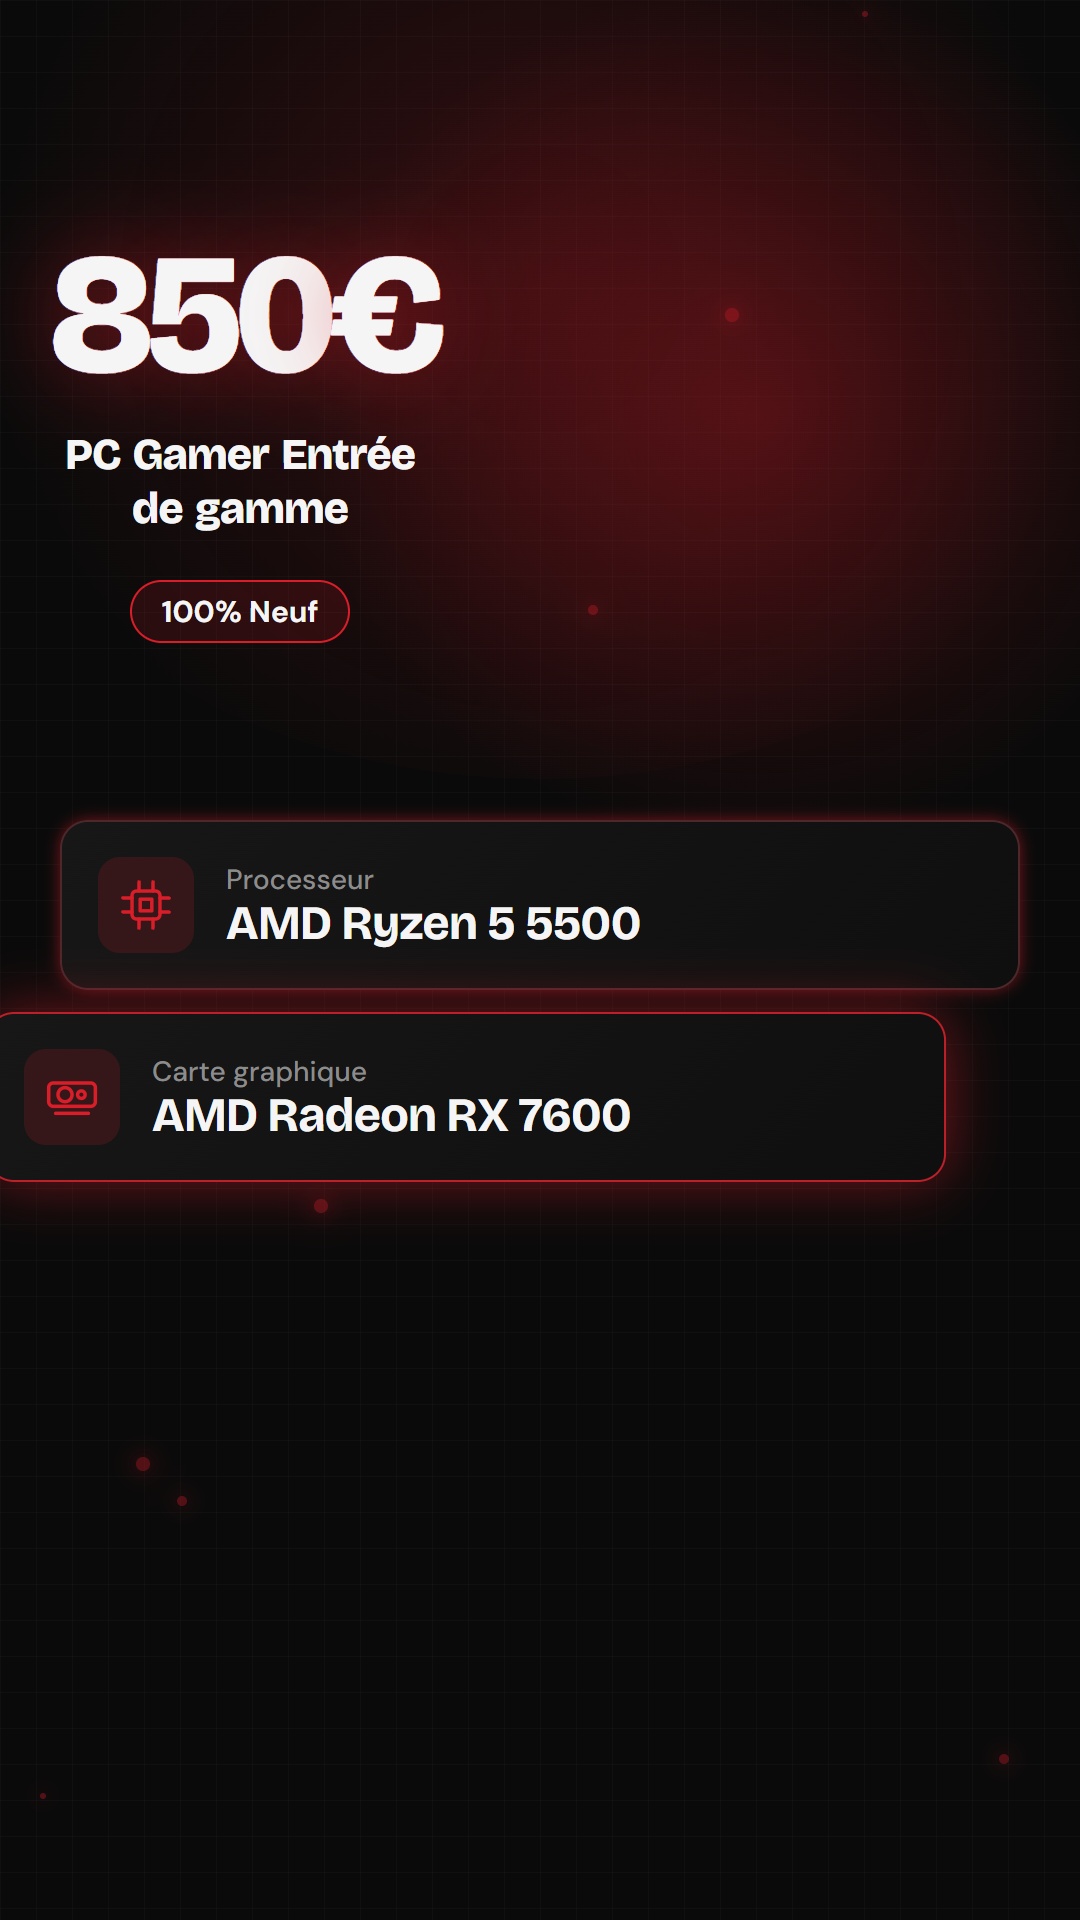 850€
PC Gamer Entrée
de gamme
100% Neuf
Processeur
AMD Ryzen 5 5500
Carte graphique
AMD Radeon RX 7600